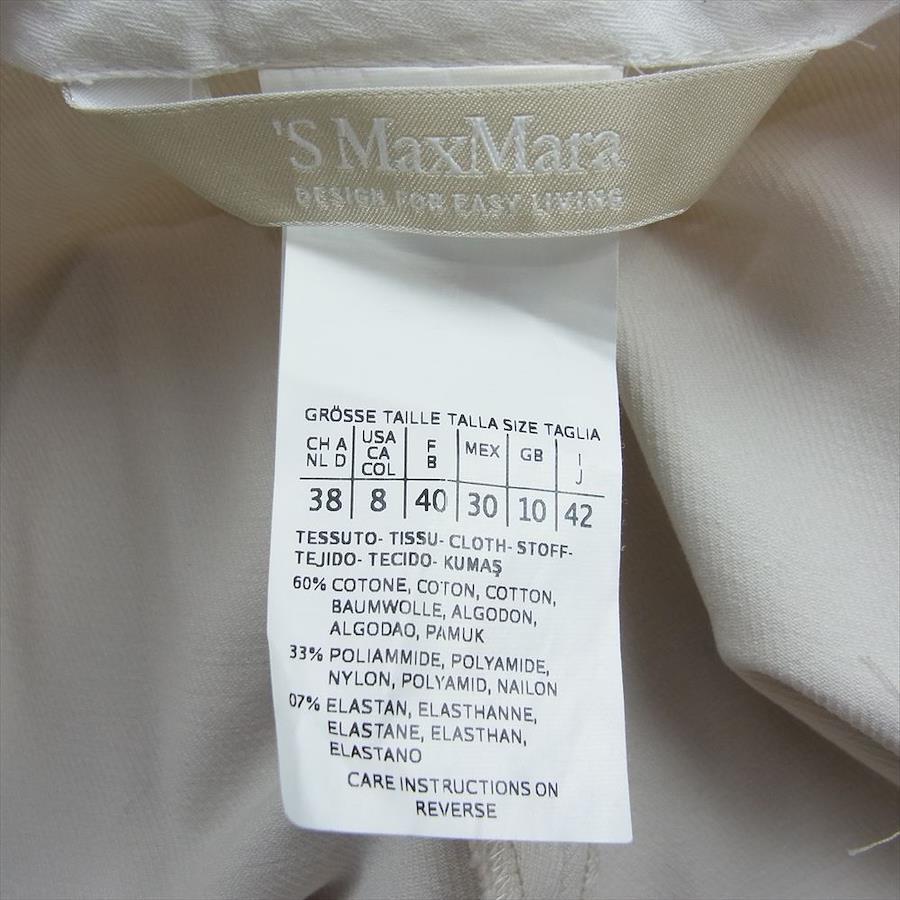 'S MaxMara
DESIGN FOR EASY LIVING
GRÖSSE TAILLE TALLA SIZE TAGLIA
CH A NL D USA CA COL F B MEX GB I J
38 8 40 30 10 42
TESSUTO- TISSU- CLOTH- STOFF-
TEJIDO- TECIDO- KUMAŞ
60% COTONE, COTON, COTTON,
BAUMWOLLE, ALGODON,
ALGODAO, PAMUK
33% POLIAMMIDE, POLYAMIDE,
NYLON, POLYAMID, NAILON
07% ELASTAN, ELASTHANNE,
ELASTANE, ELASTHAN,
ELASTANO
CARE INSTRUCTIONS ON
REVERSE